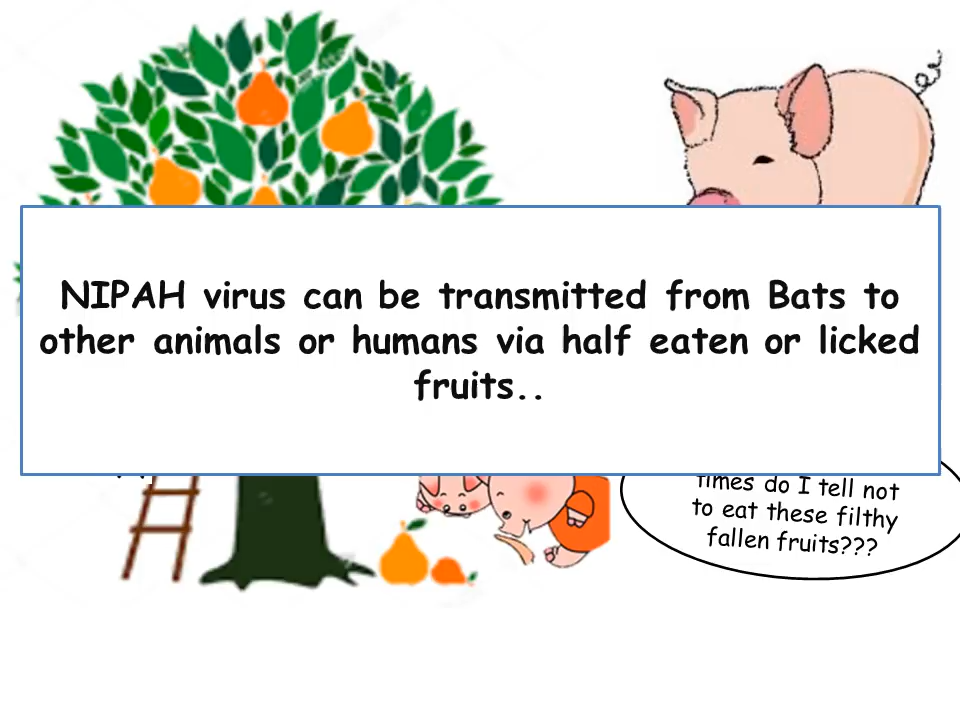 NIPAH virus can be transmitted from Bats to
other animals or humans via half eaten or licked
fruits..
times do I tell not
to eat these filthy
fallen fruits???